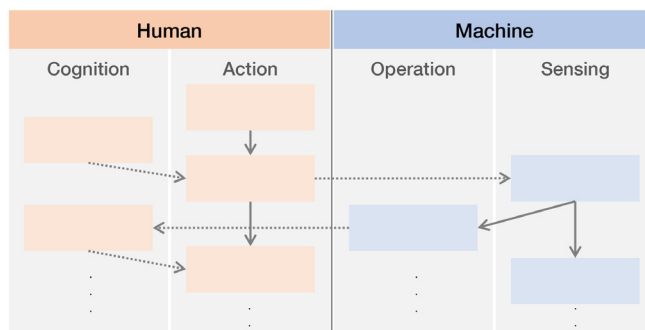 Human
Machine
Cognition
Action
Operation
Sensing